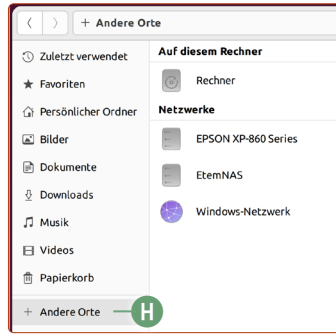 + Andere Orte
Zuletzt verwendet
Favoriten
Persönlicher Ordner
Bilder
Dokumente
Downloads
Musik
Videos
Papierkorb
+ Andere Orte
H
Auf diesem Rechner
Rechner
Netzwerke
EPSON XP-860 Series
EtemNAS
Windows-Netzwerk